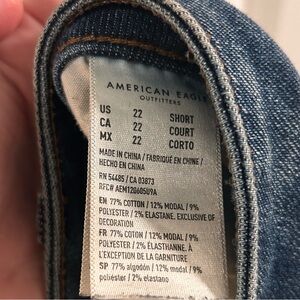 AMERICAN EAGLE
OUTFITTERS
US 22 SHORT
CA 22 COURT
MX 22 CORTO
MADE IN CHINA / FABRIQUÉ EN CHINE /
HECHO EN CHINA
RN 54485 / CA 03873
RFC# AEM120605U9A
EN 77% COTTON / 12% MODAL / 9%
POLYESTER / 2% ELASTANE, EXCLUSIVE OF
DECORATION
FR 77% COTON / 12% MODAL / 9%
POLYESTER / 2% ÉLASTHANNE, À
L'EXCEPTION DE LA GARNITURE
SP 77% algodón / 12% modal / 9%
poliéster / 2% elastano